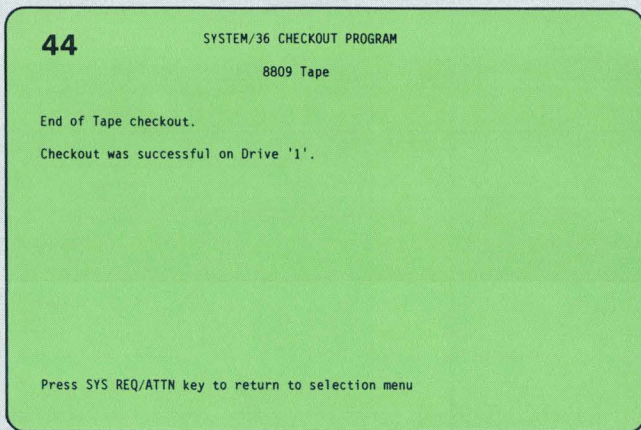 44
SYSTEM/36 CHECKOUT PROGRAM
8809 Tape
End of Tape checkout.
Checkout was successful on Drive '1'.
Press SYS REQ/ATTN key to return to selection menu